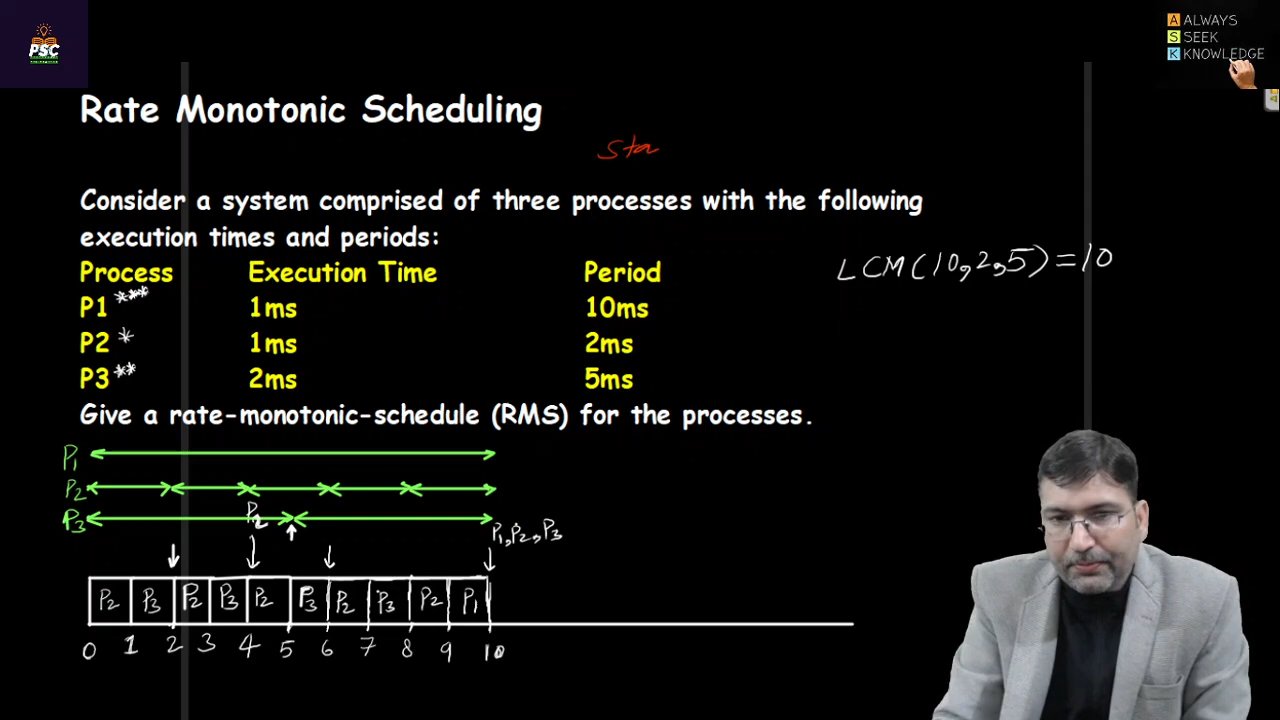 PSC
A ALWAYS
S SEEK
K KNOWLEDGE
Rate Monotonic Scheduling
Sta
Consider a system comprised of three processes with the following
execution times and periods:
LCM(10,2,5)=10
Process Execution Time Period
P1 *** 1ms 10ms
P2 * 1ms 2ms
P3 ** 2ms 5ms
Give a rate-monotonic-schedule (RMS) for the processes.
P1
P2
P3
P2
P1, P2, P3
P2 P3 P2 P3 P2 P3 P2 P3 P2 P1
0 1 2 3 4 5 6 7 8 9 10